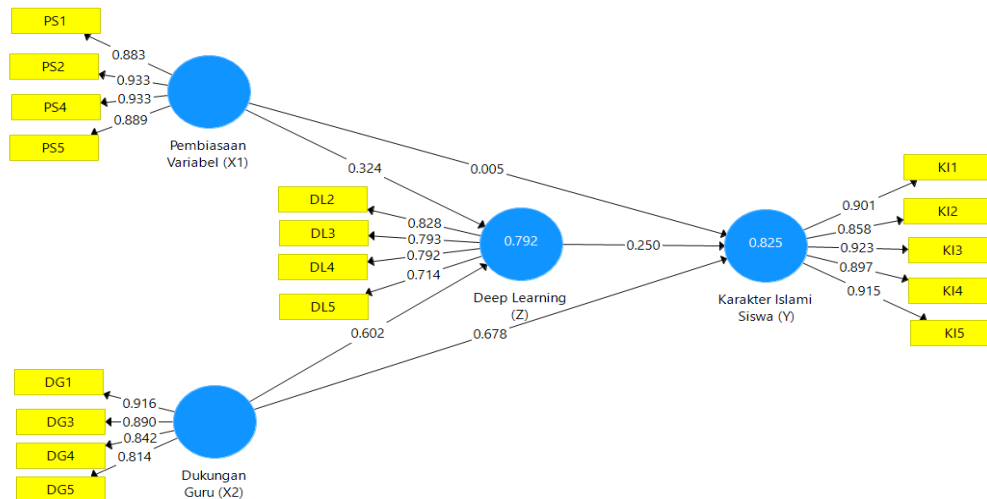 PS1
0.883
PS2
0.933
PS4
0.933
PS5
0.889
Pembiasaan
Variabel (X1)
0.324
0.005
DL2
0.828
DL3
0.793
DL4
0.792
DL5
0.714
0.792
Deep Learning
(Z)
0.250
0.602
0.678
0.825
Karakter Islami
Siswa (Y)
KI1
0.901
KI2
0.858
KI3
0.923
KI4
0.897
KI5
0.915
DG1
0.916
DG3
0.890
DG4
0.842
DG5
0.814
Dukungan
Guru (X2)